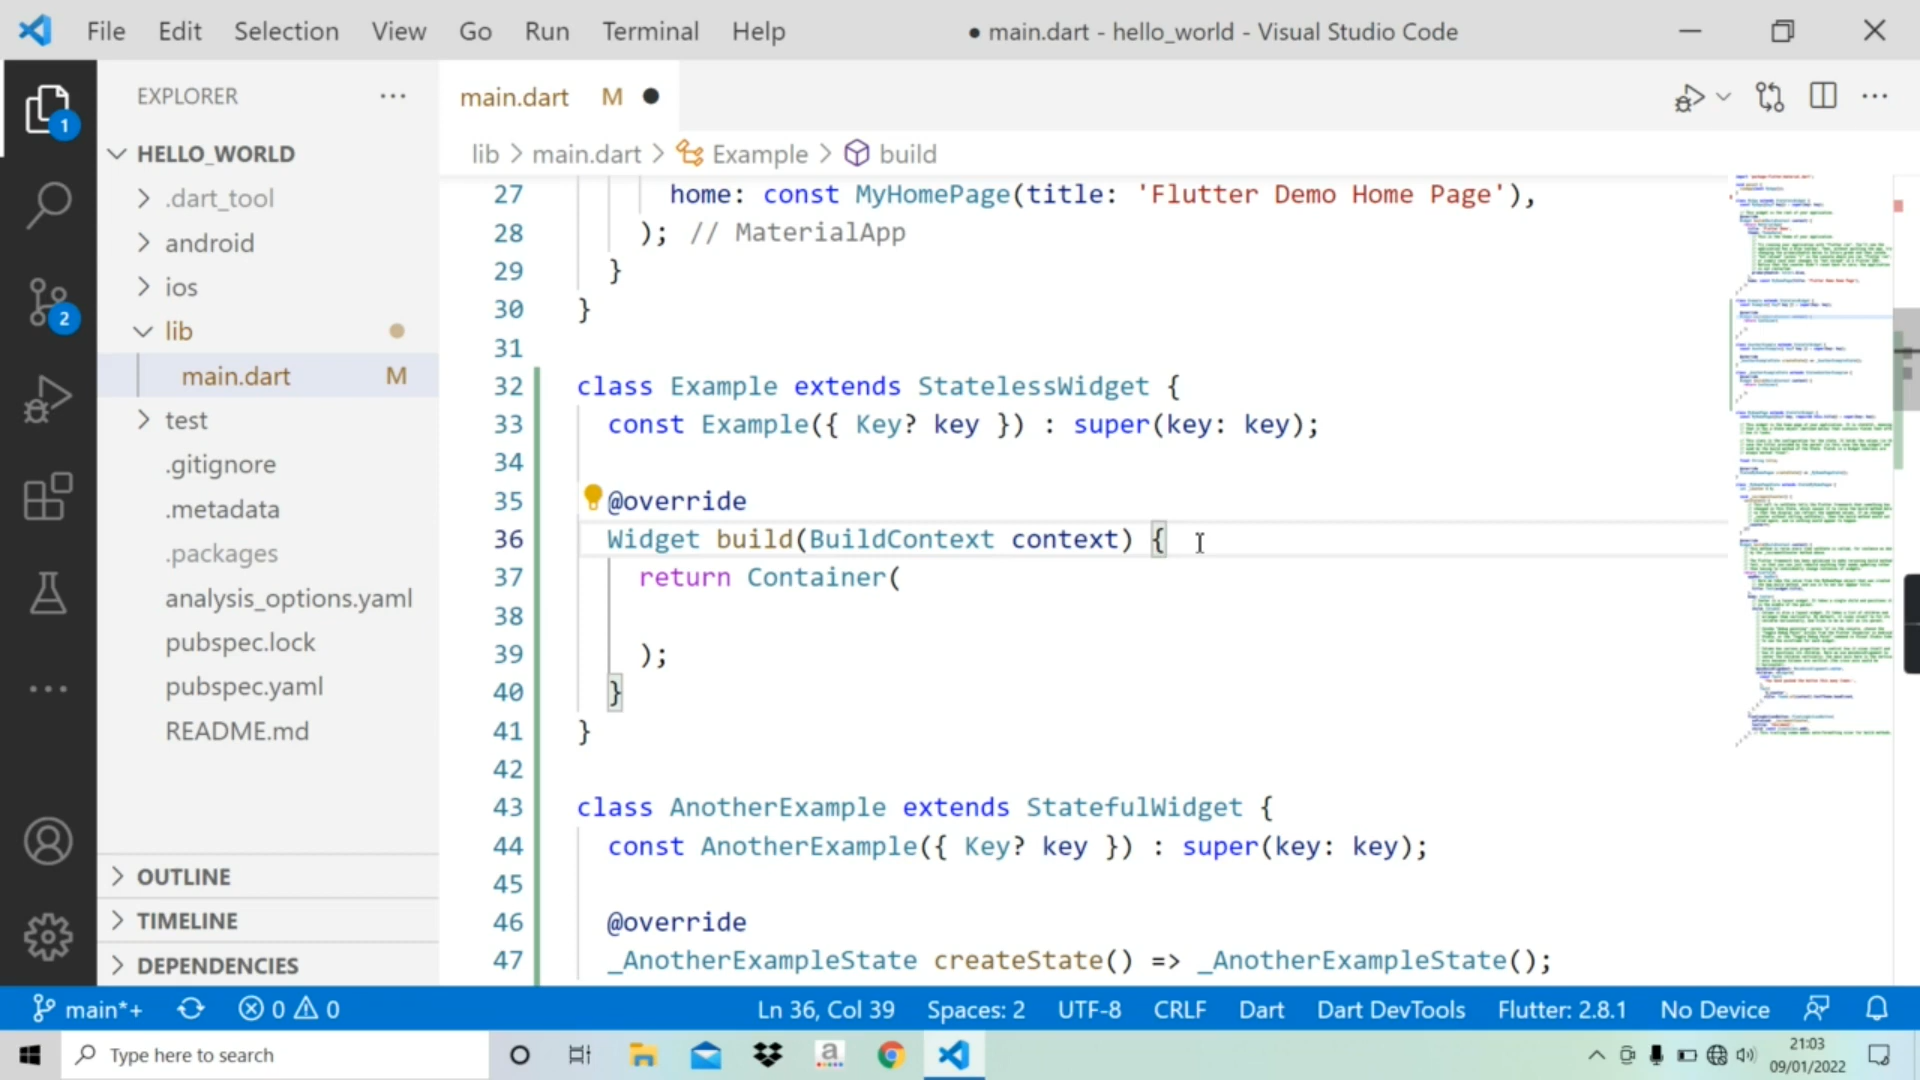 File Edit Selection View Go Run Terminal Help
● main.dart - hello_world - Visual Studio Code
EXPLORER
main.dart M
1
HELLO_WORLD
lib > main.dart > Example > build
.dart_tool
android
ios
2
lib
main.dart M
test
.gitignore
.metadata
.packages
analysis_options.yaml
pubspec.lock
pubspec.yaml
README.md
OUTLINE
TIMELINE
DEPENDENCIES
27 home: const MyHomePage(title: 'Flutter Demo Home Page'),
28 ); // MaterialApp
29 }
30 }
31
32 class Example extends StatelessWidget {
33 const Example({ Key? key }) : super(key: key);
34
35 @override
36 Widget build(BuildContext context) {
37 return Container(
38
39 );
40 }
41 }
42
43 class AnotherExample extends StatefulWidget {
44 const AnotherExample({ Key? key }) : super(key: key);
45
46 @override
47 _AnotherExampleState createState() => _AnotherExampleState();
main*+ 0 0 Ln 36, Col 39 Spaces: 2 UTF-8 CRLF Dart Dart DevTools Flutter: 2.8.1 No Device
Type here to search
a
21:03
09/01/2022